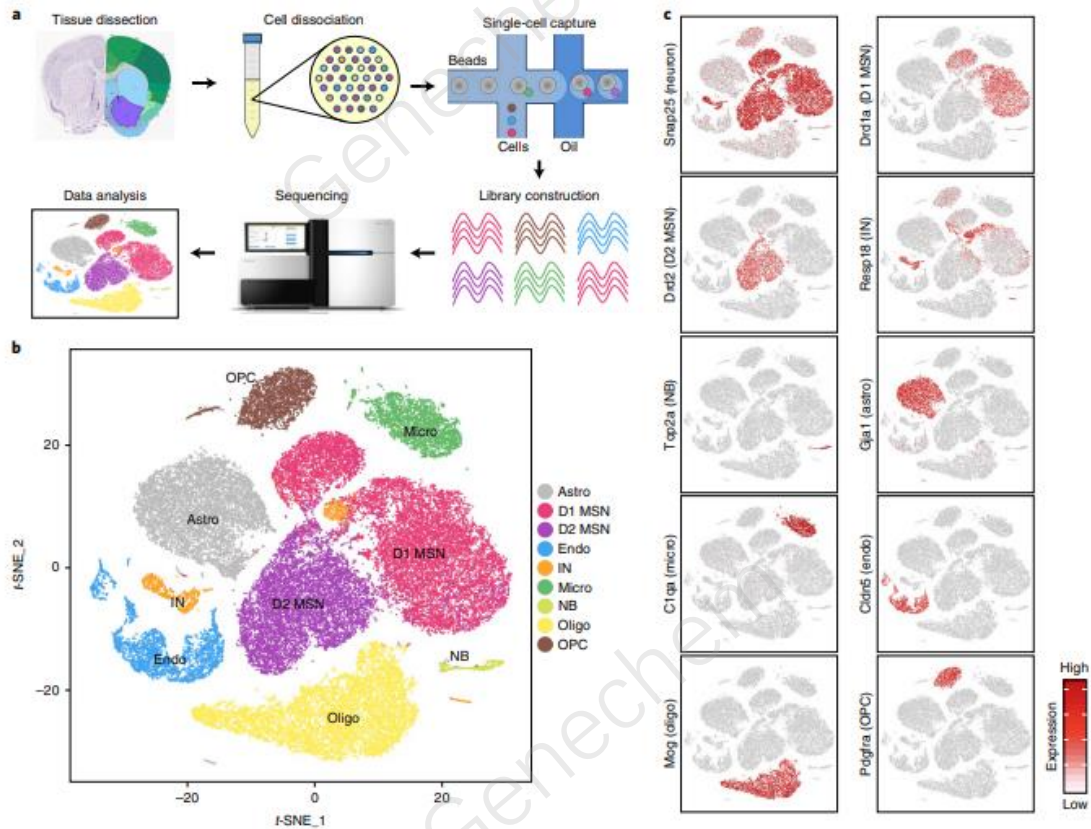 a
Tissue dissection
Cell dissociation
Single-cell capture
Beads
Cells
Oil
Data analysis
Sequencing
Library construction
b
OPC
Micro
Astro
D1 MSN
D2 MSN
IN
Endo
NB
Oligo
20
0
−20
−20
0
20
t-SNE_1
t-SNE_2
Astro
D1 MSN
D2 MSN
Endo
IN
Micro
NB
Oligo
OPC
c
Snap25 (neuron)
Drd1a (D1 MSN)
Drd2 (D2 MSN)
Resp18 (IN)
Top2a (NB)
Gja1 (astro)
C1qa (micro)
Cldn5 (endo)
Mog (oligo)
Pdgfra (OPC)
High
Expression
Low
Geneche
Geneche